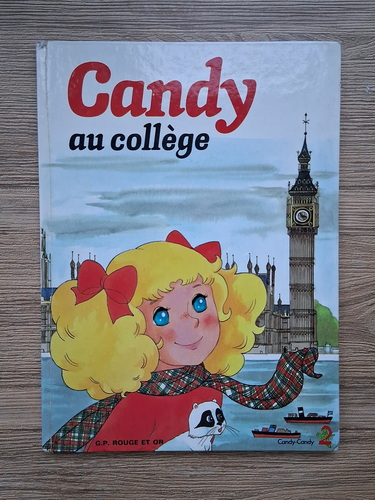 Candy
au collège
G.P. ROUGE ET OR
Candy-Candy
2